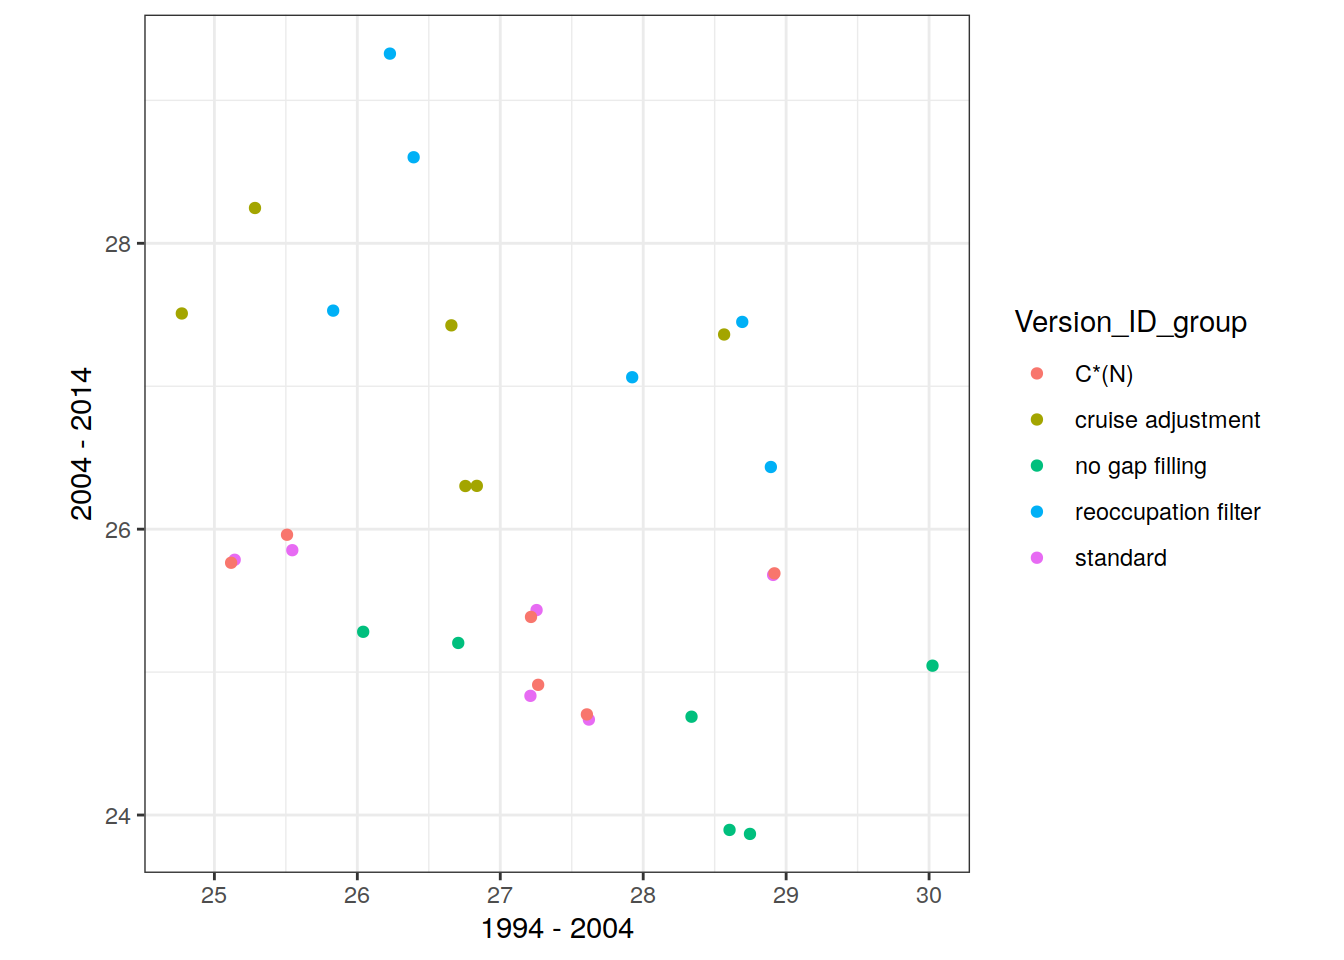 28
26
24
25 26 27 28 29 30
1994 - 2004
2004 - 2014
Version_ID_group
C*(N)
cruise adjustment
no gap filling
reoccupation filter
standard